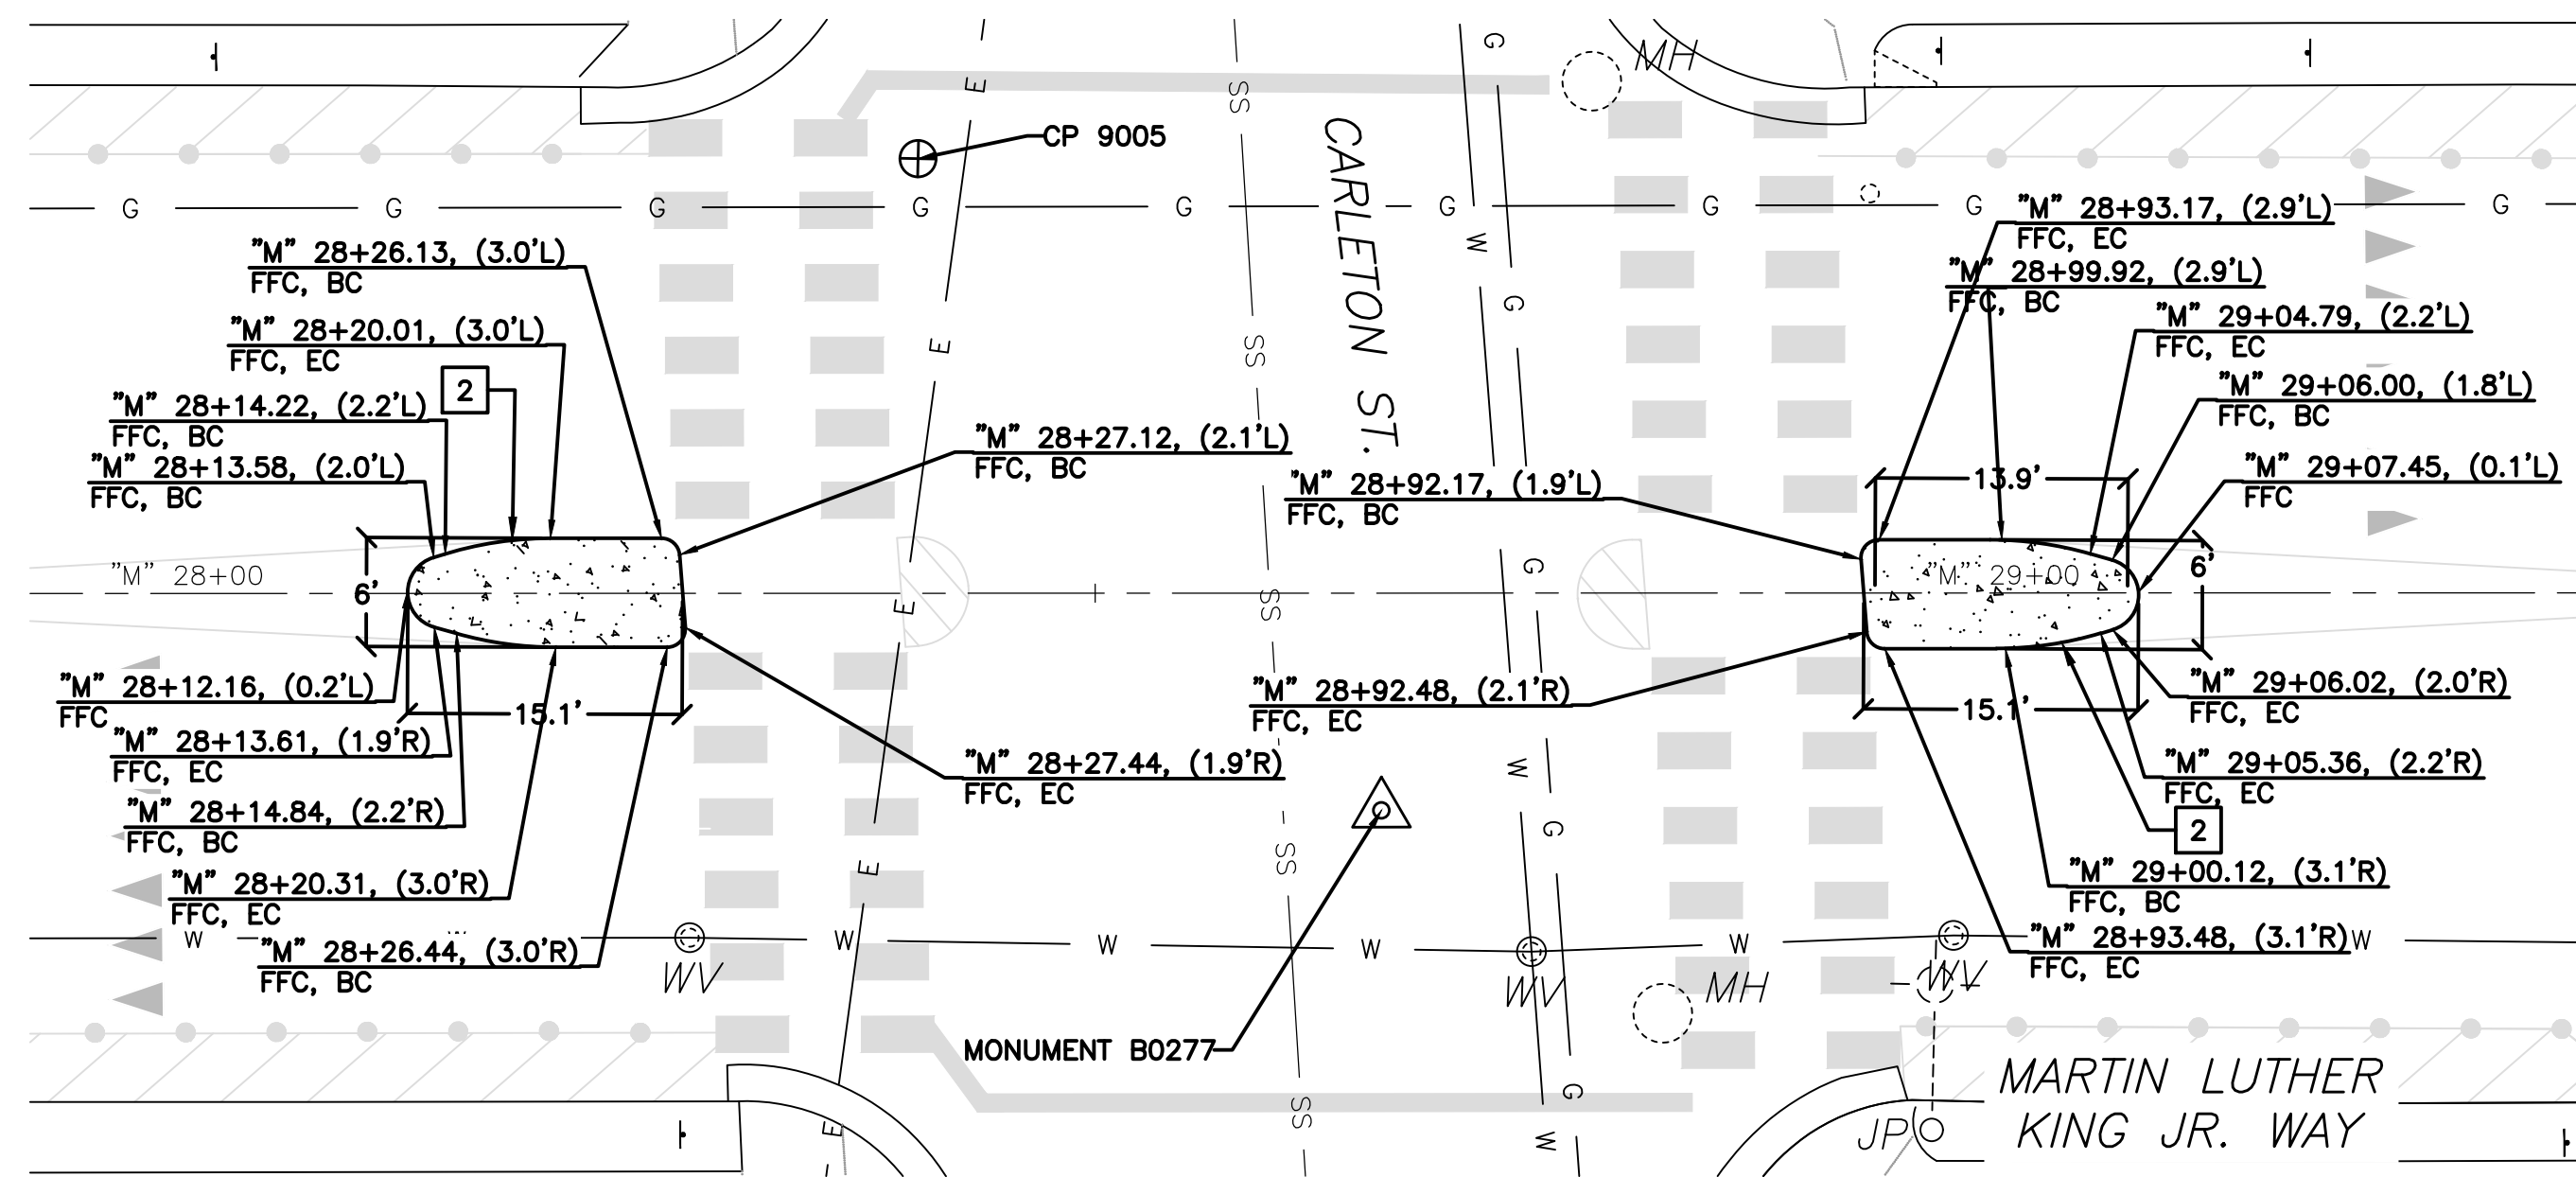 MH
CP 9005
CARLETON ST.
G G G G G G G G G
"M" 28+26.13, (3.0'L)
FFC, BC
"M" 28+20.01, (3.0'L)
FFC, EC
2
"M" 28+14.22, (2.2'L)
FFC, BC
"M" 28+13.58, (2.0'L)
FFC, BC
"M" 28+27.12, (2.1'L)
FFC, BC
"M" 28+00
6'
15.1'
"M" 28+12.16, (0.2'L)
FFC
"M" 28+13.61, (1.9'R)
FFC, EC
"M" 28+14.84, (2.2'R)
FFC, BC
"M" 28+20.31, (3.0'R)
FFC, EC
"M" 28+26.44, (3.0'R)
FFC, BC
"M" 28+27.44, (1.9'R)
FFC, EC
"M" 28+93.17, (2.9'L)
FFC, EC
"M" 28+99.92, (2.9'L)
FFC, BC
"M" 29+04.79, (2.2'L)
FFC, EC
"M" 29+06.00, (1.8'L)
FFC, BC
"M" 29+07.45, (0.1'L)
FFC
"M" 28+92.17, (1.9'L)
FFC, BC
13.9'
"M" 29+00
6'
15.1'
"M" 28+92.48, (2.1'R)
FFC, EC
"M" 29+06.02, (2.0'R)
FFC, EC
"M" 29+05.36, (2.2'R)
FFC, EC
2
"M" 29+00.12, (3.1'R)
FFC, BC
"M" 28+93.48, (3.1'R)
FFC, EC
E E E E E E
SS SS SS SS SS
G G G G G
W W W
W W W W W W
WV
WV
WV
MH
MONUMENT B0277
JP
MARTIN LUTHER
KING JR. WAY